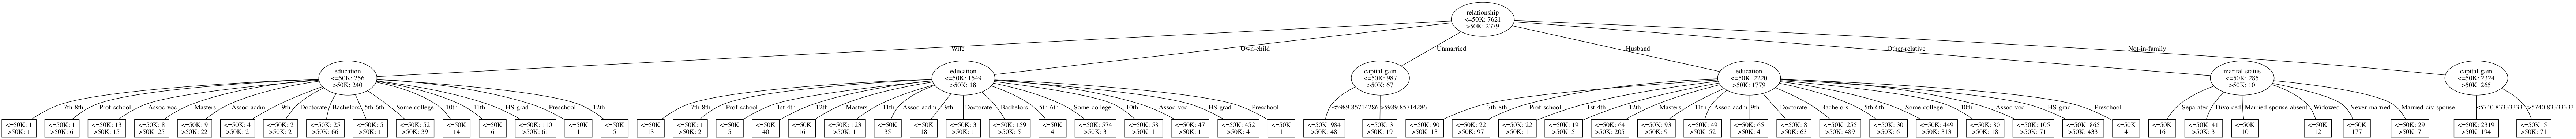 relationship
<=50K: 7621
>50K: 2379
Wife
Own-child
Unmarried
Husband
Other-relative
Not-in-family
education
<=50K: 256
>50K: 240
education
<=50K: 1549
>50K: 18
capital-gain
<=50K: 987
>50K: 67
education
<=50K: 2220
>50K: 1779
marital-status
<=50K: 285
>50K: 10
capital-gain
<=50K: 2324
>50K: 265
7th-8th
Prof-school
Assoc-voc
Masters
Assoc-acdm
9th
Doctorate
Bachelors
5th-6th
Some-college
10th
11th
HS-grad
Preschool
12th
7th-8th
Prof-school
1st-4th
12th
Masters
11th
Assoc-acdm
9th
Doctorate
Bachelors
5th-6th
Some-college
10th
Assoc-voc
HS-grad
Preschool
≤5989.85714286
>5989.85714286
7th-8th
Prof-school
1st-4th
12th
Masters
11th
Assoc-acdm
9th
Doctorate
Bachelors
5th-6th
Some-college
10th
Assoc-voc
HS-grad
Preschool
Separated
Divorced
Married-spouse-absent
Widowed
Never-married
Married-civ-spouse
≤5740.83333333
>5740.83333333
<=50K: 1
>50K: 1
<=50K: 1
>50K: 6
<=50K: 13
>50K: 15
<=50K: 8
>50K: 25
<=50K: 9
>50K: 22
<=50K: 4
>50K: 2
<=50K: 2
>50K: 2
<=50K: 25
>50K: 66
<=50K: 5
>50K: 1
<=50K: 52
>50K: 39
<=50K
14
<=50K
6
<=50K: 110
>50K: 61
<=50K
1
<=50K
5
<=50K
13
<=50K: 1
>50K: 2
<=50K
5
<=50K
40
<=50K
16
<=50K: 123
>50K: 1
<=50K
35
<=50K
18
<=50K: 3
>50K: 1
<=50K: 159
>50K: 5
<=50K
4
<=50K: 574
>50K: 3
<=50K: 58
>50K: 1
<=50K: 47
>50K: 1
<=50K: 452
>50K: 4
<=50K
1
<=50K: 984
>50K: 48
<=50K: 3
>50K: 19
<=50K: 90
>50K: 13
<=50K: 22
>50K: 97
<=50K: 22
>50K: 1
<=50K: 19
>50K: 5
<=50K: 64
>50K: 205
<=50K: 93
>50K: 9
<=50K: 49
>50K: 52
<=50K: 65
>50K: 4
<=50K: 8
>50K: 63
<=50K: 255
>50K: 489
<=50K: 30
>50K: 6
<=50K: 449
>50K: 313
<=50K: 80
>50K: 18
<=50K: 105
>50K: 71
<=50K: 865
>50K: 433
<=50K
4
<=50K
16
<=50K: 41
>50K: 3
<=50K
10
<=50K
12
<=50K
177
<=50K: 29
>50K: 7
<=50K: 2319
>50K: 194
<=50K: 5
>50K: 71